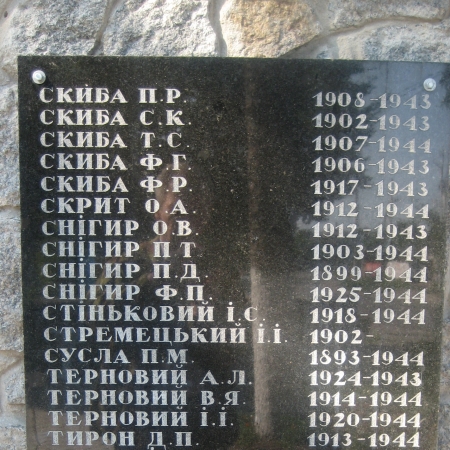 СКИБА П.Р. 1908-1943
СКИБА С.К. 1902-1943
СКИБА Т.С. 1907-1944
СКИБА Ф.Г. 1906-1943
СКИБА Ф.Р. 1917-1943
СКРИТ О.А. 1912-1944
СНІГИР О.В. 1912-1943
СНІГИР П.Т. 1903-1944
СНІГИР П.Д. 1899-1944
СНІГИР Ф.П. 1925-1944
СТІНЬКОВИЙ І.С. 1918-1944
СТРЕМЕЦЬКИЙ І.І. 1902-
СУСЛА П.М. 1893-1944
ТЕРНОВИЙ А.Л. 1924-1943
ТЕРНОВИЙ В.Я. 1914-1944
ТЕРНОВИЙ І.І. 1920-1944
ТИРОН Д.П. 1913-1944